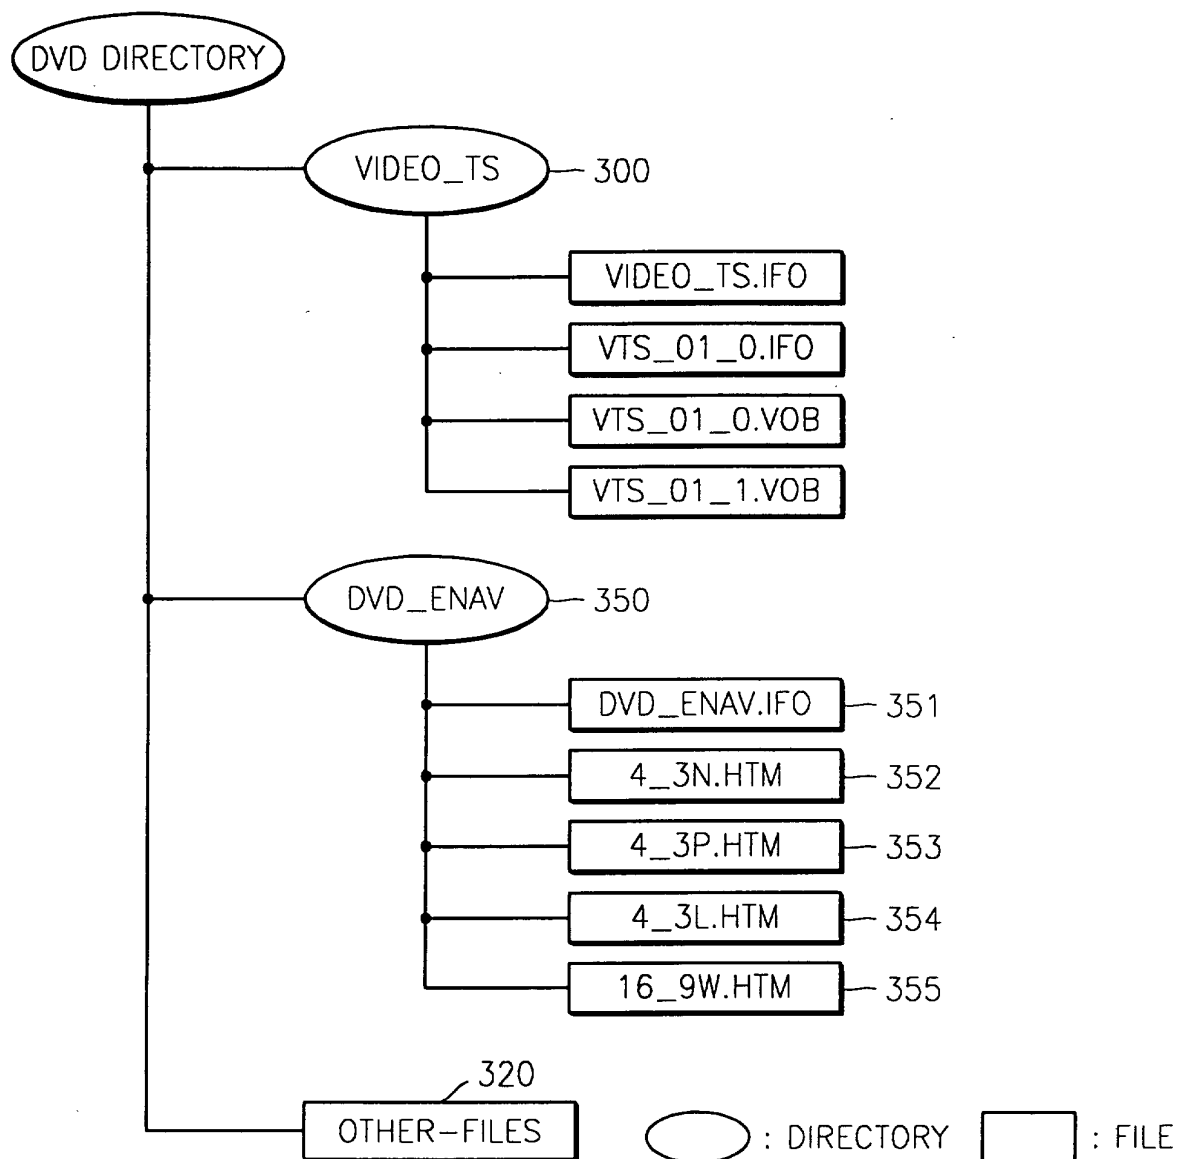 DVD DIRECTORY
VIDEO_TS
300
VIDEO_TS.IFO
VTS_01_0.IFO
VTS_01_0.VOB
VTS_01_1.VOB
DVD_ENAV
350
DVD_ENAV.IFO
351
4_3N.HTM
352
4_3P.HTM
353
4_3L.HTM
354
16_9W.HTM
355
320
OTHER-FILES
: DIRECTORY
: FILE